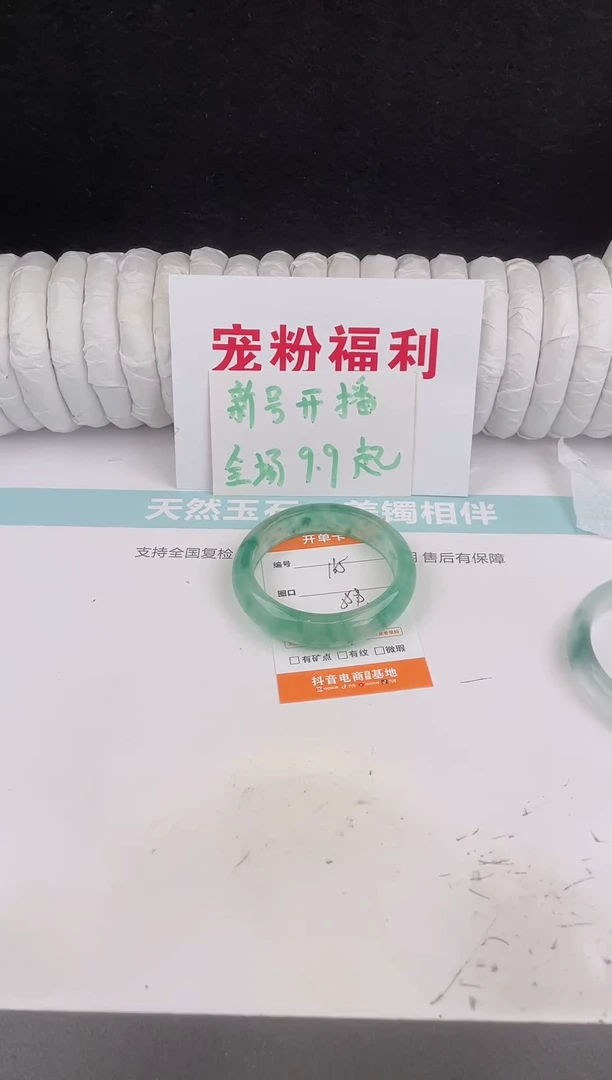 宠粉福利
新号开播
全场9.9起
天然玉石 美镯相伴
支持全国复检
售后有保障
开单卡
编号
圈口
有矿点 有纹 微瑕
抖音电商 基地